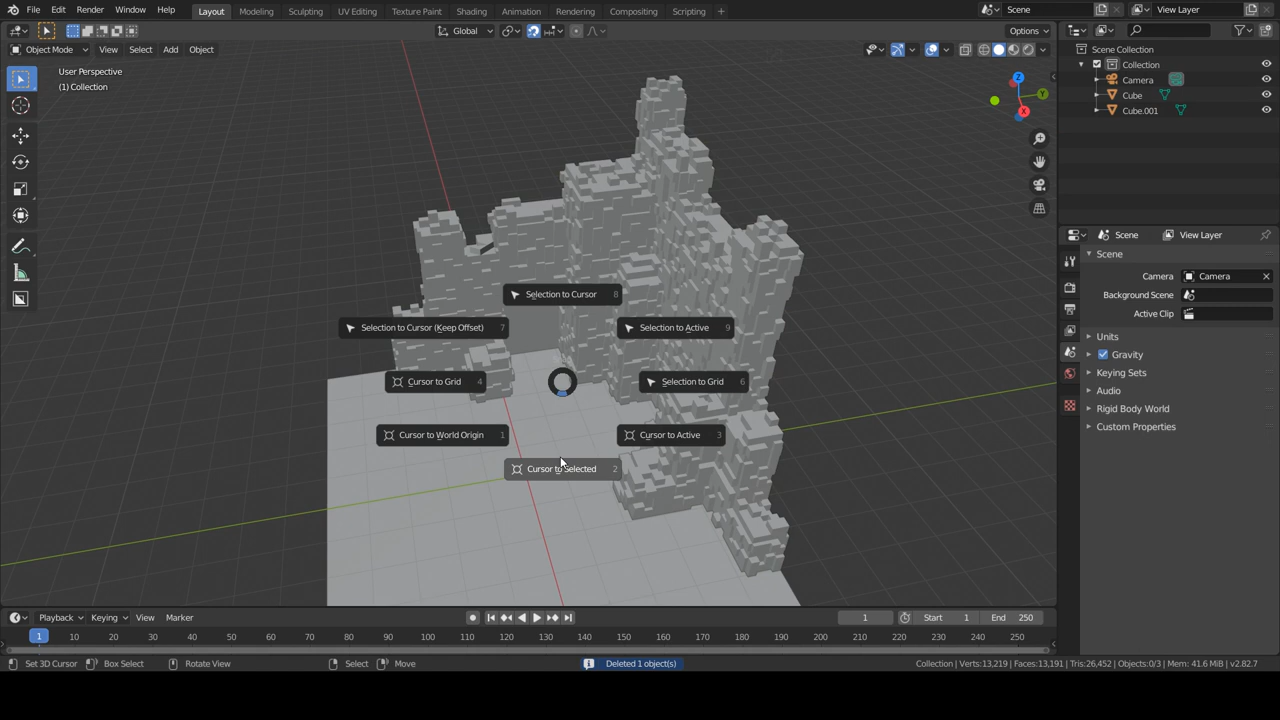 File Edit Render Window Help Layout Modeling Sculpting UV Editing Texture Paint Shading Animation Rendering Compositing Scripting + Scene View Layer
Global Options
Object Mode View Select Add Object
User Perspective
(1) Collection
Z
Y
X
Scene Collection
Collection
Camera
Cube
Cube.001
Scene View Layer
Scene
Camera Camera
Background Scene
Active Clip
Units
Gravity
Keying Sets
Audio
Rigid Body World
Custom Properties
Selection to Cursor 8
Selection to Cursor (Keep Offset) 7
Selection to Active 9
Cursor to Grid 4
Selection to Grid 6
Cursor to World Origin 1
Cursor to Active 3
Cursor to Selected 2
Playback Keying View Marker 1 Start 1 End 250
1 10 20 30 40 50 60 70 80 90 100 110 120 130 140 150 160 170 180 190 200 210 220 230 240 250
Set 3D Cursor Box Select Rotate View Select Move Deleted 1 object(s) Collection | Verts:13,219 | Faces:13,191 | Tris:26,452 | Objects:0/3 | Mem: 41.6 MiB | v2.82.7